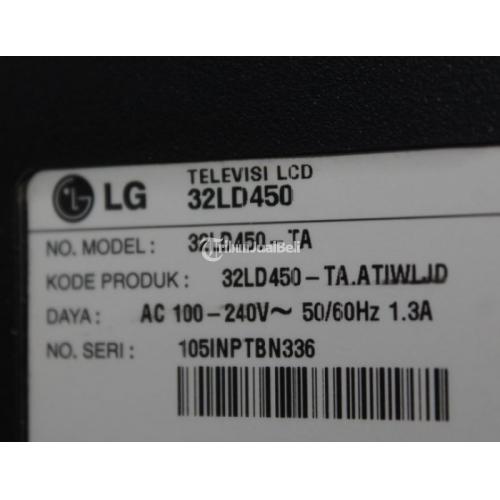 LG TELEVISI LCD
32LD450
NO. MODEL : 32LD450-TA
TribunJualBeli
KODE PRODUK : 32LD450-TA.ATIWLJD
DAYA : AC 100-240V~ 50/60Hz 1.3A
NO. SERI : 105INPTBN336